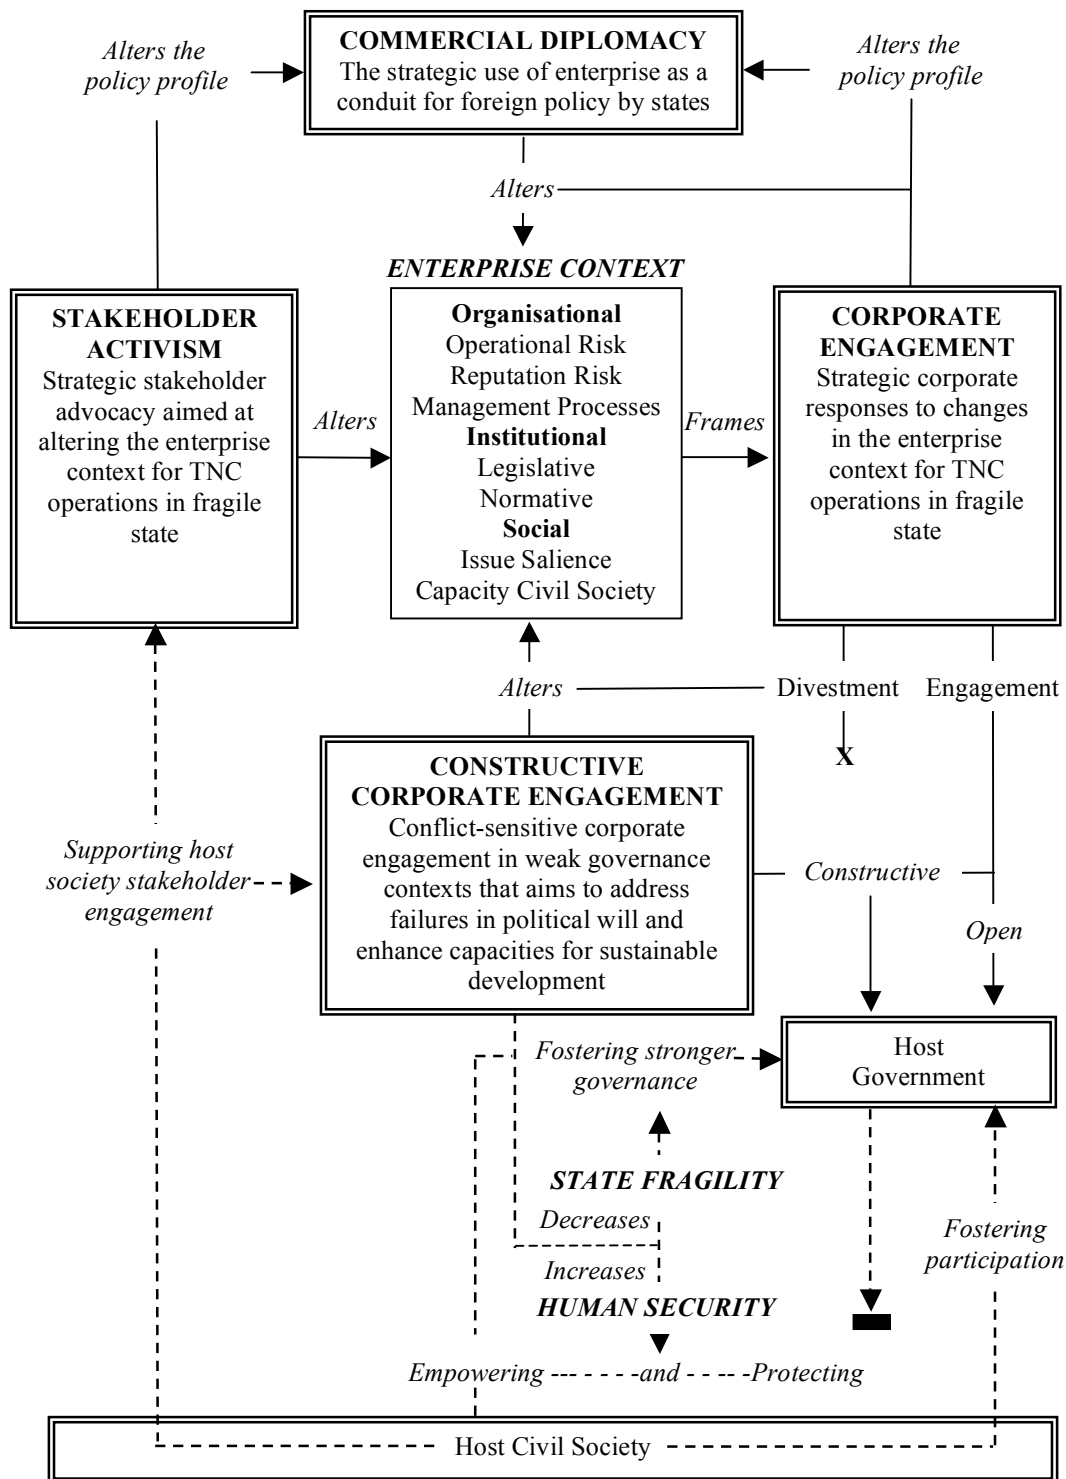 COMMERCIAL DIPLOMACY
The strategic use of enterprise as a
conduit for foreign policy by states
Alters the
policy profile
Alters the
policy profile
Alters
ENTERPRISE CONTEXT
STAKEHOLDER
ACTIVISM
Strategic stakeholder
advocacy aimed at
altering the enterprise
context for TNC
operations in fragile
state
Alters
Organisational
Operational Risk
Reputation Risk
Management Processes
Institutional
Legislative
Normative
Social
Issue Salience
Capacity Civil Society
Frames
CORPORATE
ENGAGEMENT
Strategic corporate
responses to changes
in the enterprise
context for TNC
operations in fragile
state
Alters
Divestment
Engagement
X
CONSTRUCTIVE
CORPORATE ENGAGEMENT
Conflict-sensitive corporate
engagement in weak governance
contexts that aims to address
failures in political will and
enhance capacities for sustainable
development
Supporting host
society stakeholder
engagement
Constructive
Open
Fostering stronger
governance
Host
Government
STATE FRAGILITY
Decreases
Increases
HUMAN SECURITY
Fostering
participation
Empowering --- - - - -and - - -- -Protecting
Host Civil Society